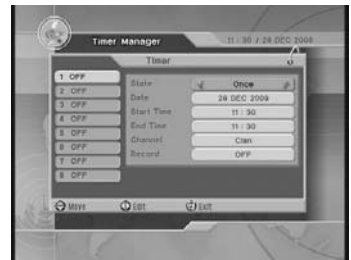 Timer Manager
11 : 30 / 28 DEC 2009
Timer
1 OFF
2 OFF
3 OFF
4 OFF
5 OFF
6 OFF
7 OFF
8 OFF
State Once
Date 28 DEC 2009
Start Time 11 : 30
End Time 11 : 30
Channel Clan
Record OFF
Move Edit Exit